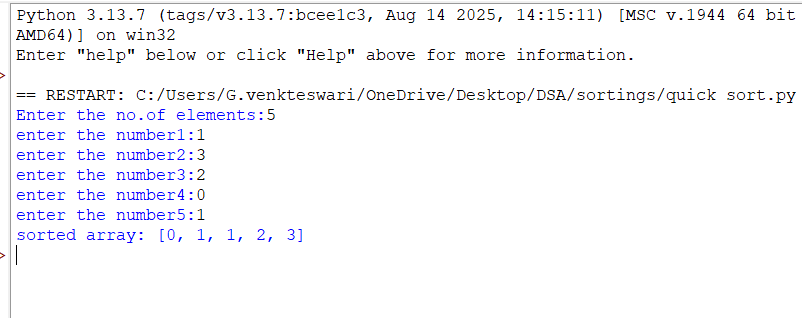 Python 3.13.7 (tags/v3.13.7:bcee1c3, Aug 14 2025, 14:15:11) [MSC v.1944 64 bit
AMD64)] on win32
Enter "help" below or click "Help" above for more information.
>
== RESTART: C:/Users/G.venkteswari/OneDrive/Desktop/DSA/sortings/quick sort.py
Enter the no.of elements:5
enter the number1:1
enter the number2:3
enter the number3:2
enter the number4:0
enter the number5:1
sorted array: [0, 1, 1, 2, 3]
>